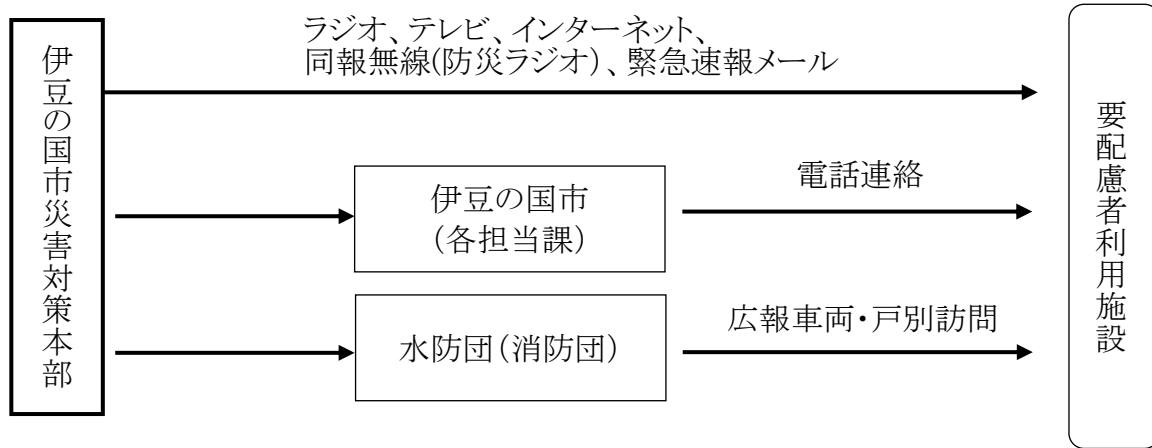 伊豆の国市災害対策本部
ラジオ、テレビ、インターネット、
同報無線(防災ラジオ)、緊急速報メール
伊豆の国市
(各担当課)
電話連絡
水防団(消防団)
広報車両・戸別訪問
要配慮者利用施設